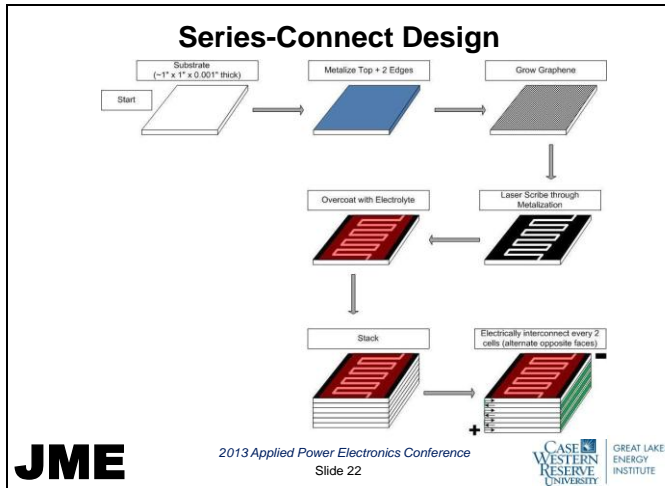 Series-Connect Design
Substrate
(~1" x 1" x 0.001" thick)
Start
Metalize Top + 2 Edges
Grow Graphene
Overcoat with Electrolyte
Laser Scribe through
Metalization
Stack
Electrically interconnect every 2
cells (alternate opposite faces)
-
+
JME
2013 Applied Power Electronics Conference
Slide 22
CASE
WESTERN
RESERVE
UNIVERSITY
GREAT LAKE
ENERGY
INSTITUTE